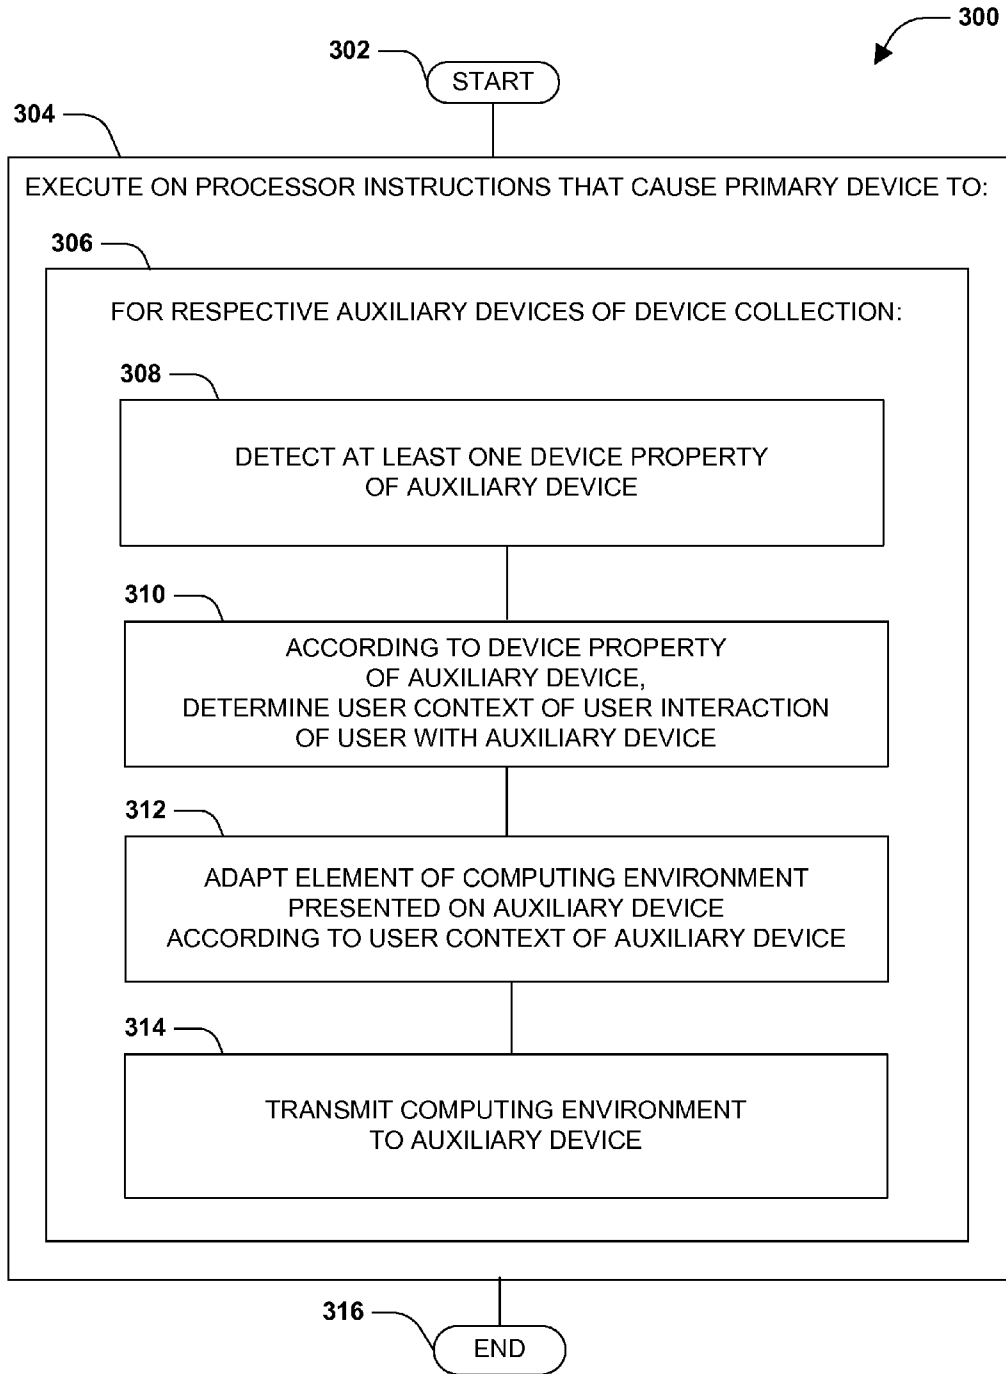 300
302
START
304
EXECUTE ON PROCESSOR INSTRUCTIONS THAT CAUSE PRIMARY DEVICE TO:
306
FOR RESPECTIVE AUXILIARY DEVICES OF DEVICE COLLECTION:
308
DETECT AT LEAST ONE DEVICE PROPERTY
OF AUXILIARY DEVICE
310
ACCORDING TO DEVICE PROPERTY
OF AUXILIARY DEVICE,
DETERMINE USER CONTEXT OF USER INTERACTION
OF USER WITH AUXILIARY DEVICE
312
ADAPT ELEMENT OF COMPUTING ENVIRONMENT
PRESENTED ON AUXILIARY DEVICE
ACCORDING TO USER CONTEXT OF AUXILIARY DEVICE
314
TRANSMIT COMPUTING ENVIRONMENT
TO AUXILIARY DEVICE
316
END